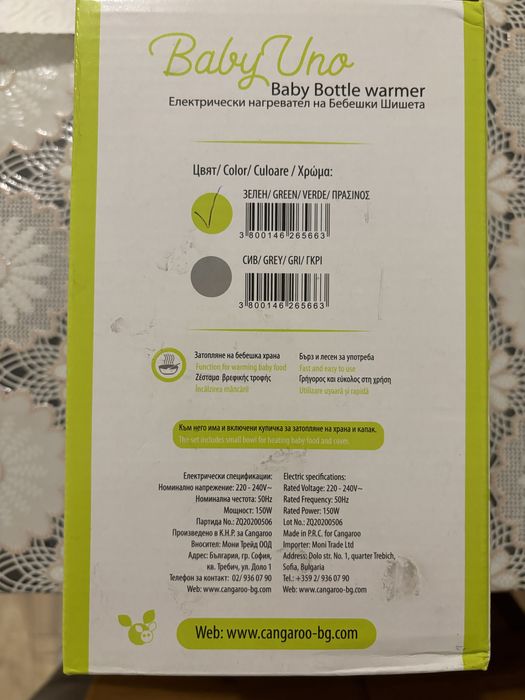 Baby Uno
Baby Bottle warmer
Електрически нагревател на Бебешки Шишета
Цвят/ Color/ Culoare / Χρώμα:
ЗЕЛЕН/ GREEN/ VERDE/ ΠΡΑΣΙΝΟΣ
3 800146 265663
СИВ/ GREY/ GRI/ ΓΚΡΙ
3 800146 265663
Затопляне на бебешка храна
Function for warming baby food
Ζέσταμα βρεφικής τροφής
Încălzirea mâncării
Бърз и лесен за употреба
Fast and easy to use
Γρήγορος και εύκολος στη χρήση
Utilizare ușoară și rapidă
Към него има и включени купичка за затопляне на храна и капак.
The set includes small bowl for heating baby food and cover.
Електрически спецификации:
Номинално напрежение: 220 - 240V~
Номинална честота: 50Hz
Мощност: 150W
Партида No.: ZQ20200506
Произведено в К.Н.Р. за Cangaroo
Вносител: Мони Трейд ООД
Адрес: България, гр. София,
кв. Требич, ул. Доло 1
Телефон за контакт: 02/ 936 07 90
Web: www.cangaroo-bg.com
Electric specifications:
Rated Voltage: 220 - 240V~
Rated Frequency: 50Hz
Rated Power: 150W
Lot No.: ZQ20200506
Made in P.R.C. for Cangaroo
Importer: Moni Trade Ltd
Address: Dolo str. No. 1, quarter Trebich,
Sofia, Bulgaria
Tel.: +359 2/ 936 07 90
Web: www.cangaroo-bg.com
Web: www.cangaroo-bg.com